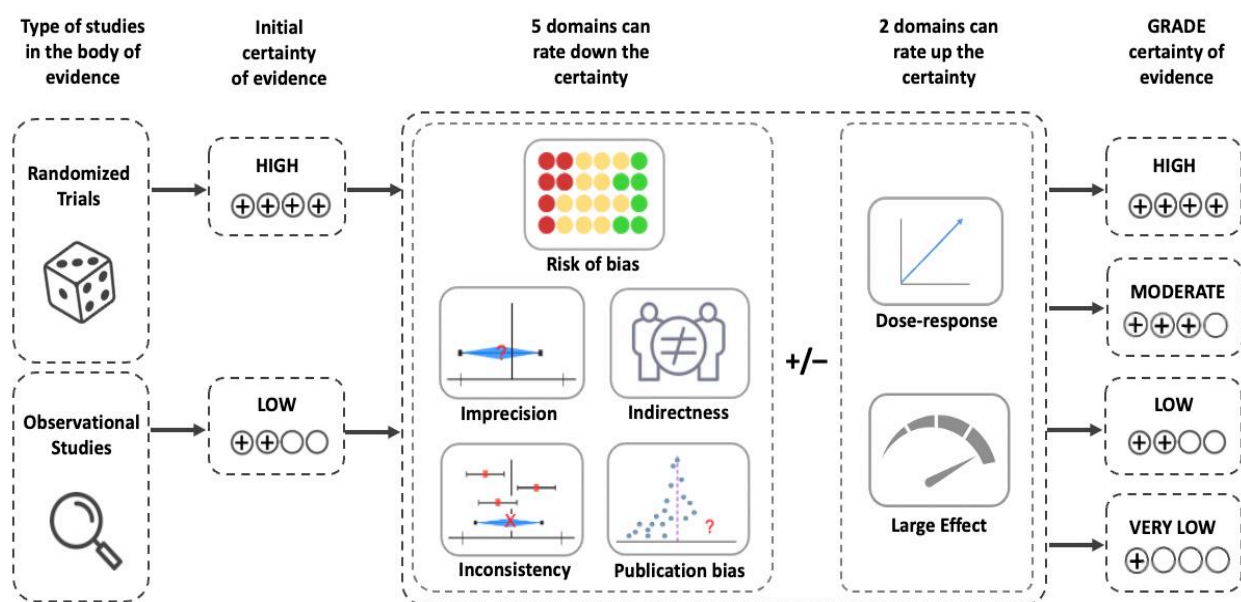 Type of studies
in the body of
evidence
Initial
certainty
of evidence
5 domains can
rate down the
certainty
2 domains can
rate up the
certainty
GRADE
certainty of
evidence
Randomized
Trials
HIGH
Observational
Studies
LOW
Risk of bias
?
Imprecision
≠
Indirectness
X
Inconsistency
?
Publication bias
+/−
Dose-response
Large Effect
HIGH
MODERATE
LOW
VERY LOW